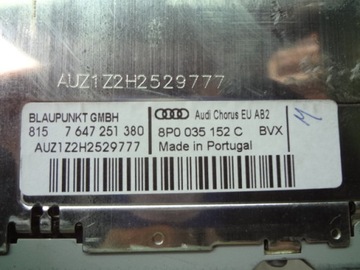 AUZ1Z2H2529777
BLAUPUNKT GMBH
815 7 647 251 380
AUZ1Z2H2529777
Audi Chorus EU AB2
8P0 035 152 C BVX
Made in Portugal